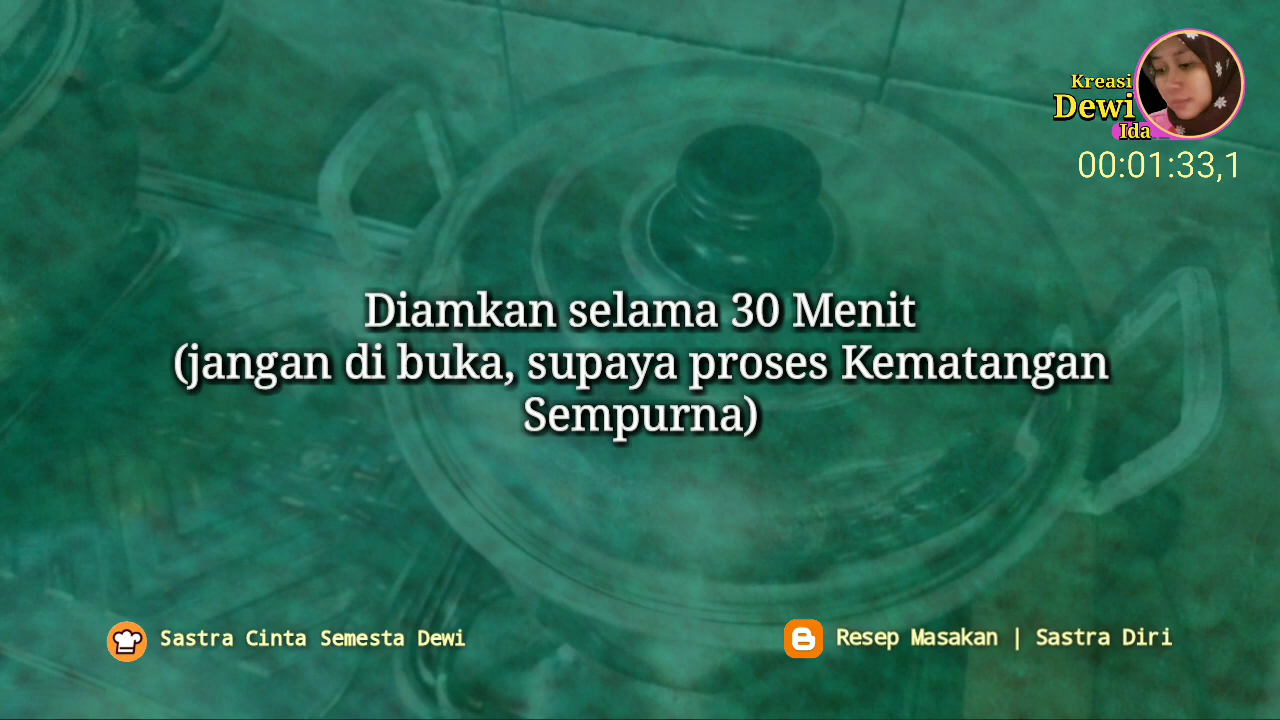 Kreasi
Dewi
Ida
00:01:33,1
Diamkan selama 30 Menit
(jangan di buka, supaya proses Kematangan
Sempurna)
Sastra Cinta Semesta Dewi
Resep Masakan | Sastra Diri